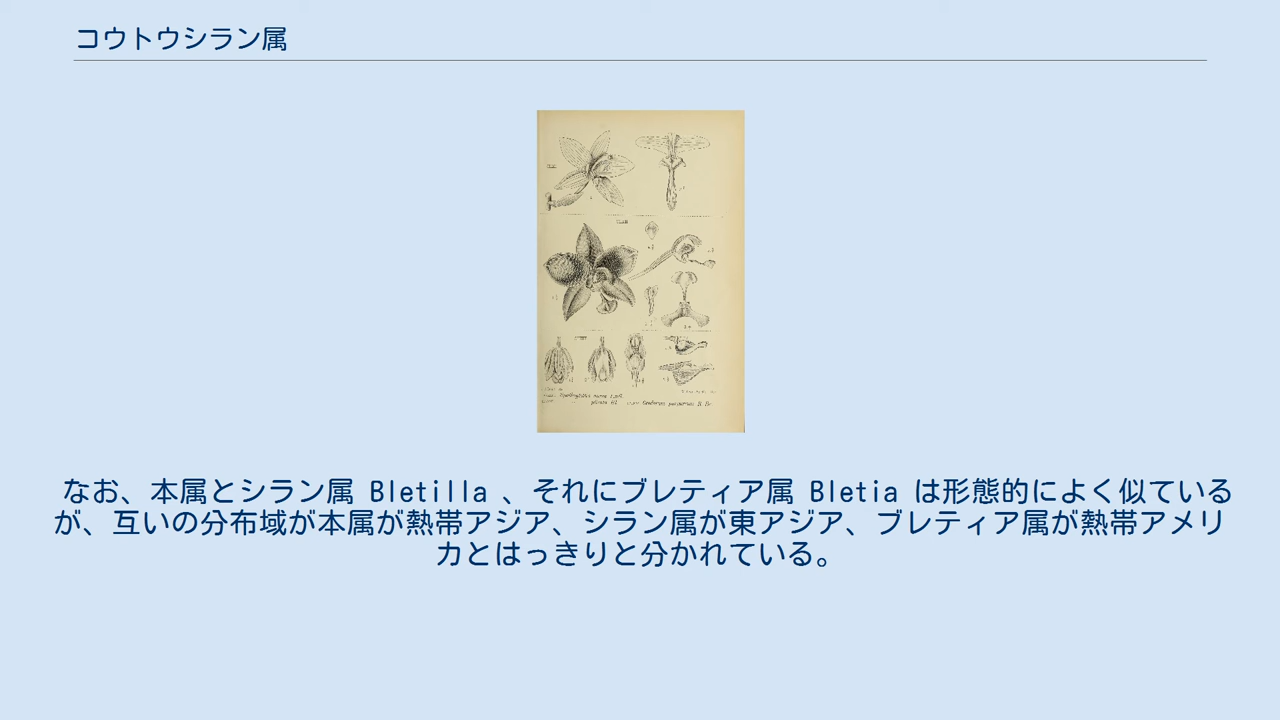 コウトウシラン属
なお、本属とシラン属 Bletilla 、それにブレティア属 Bletia は形態的によく似ている
が、互いの分布域が本属が熱帯アジア、シラン属が東アジア、ブレティア属が熱帯アメリ
カとはっきりと分かれている。